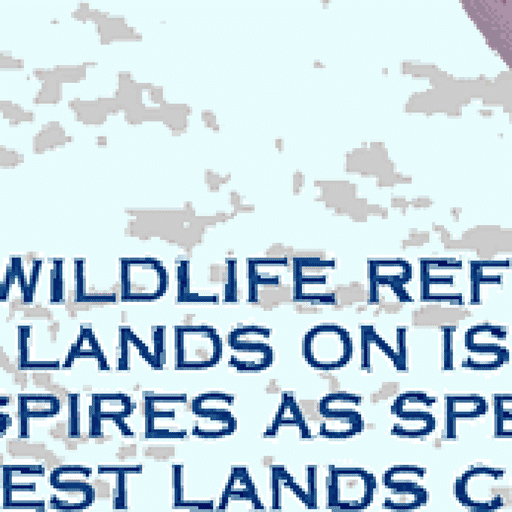 WILDLIFE REF
LANDS ON IS
SPIRES AS SPE
EST LANDS C